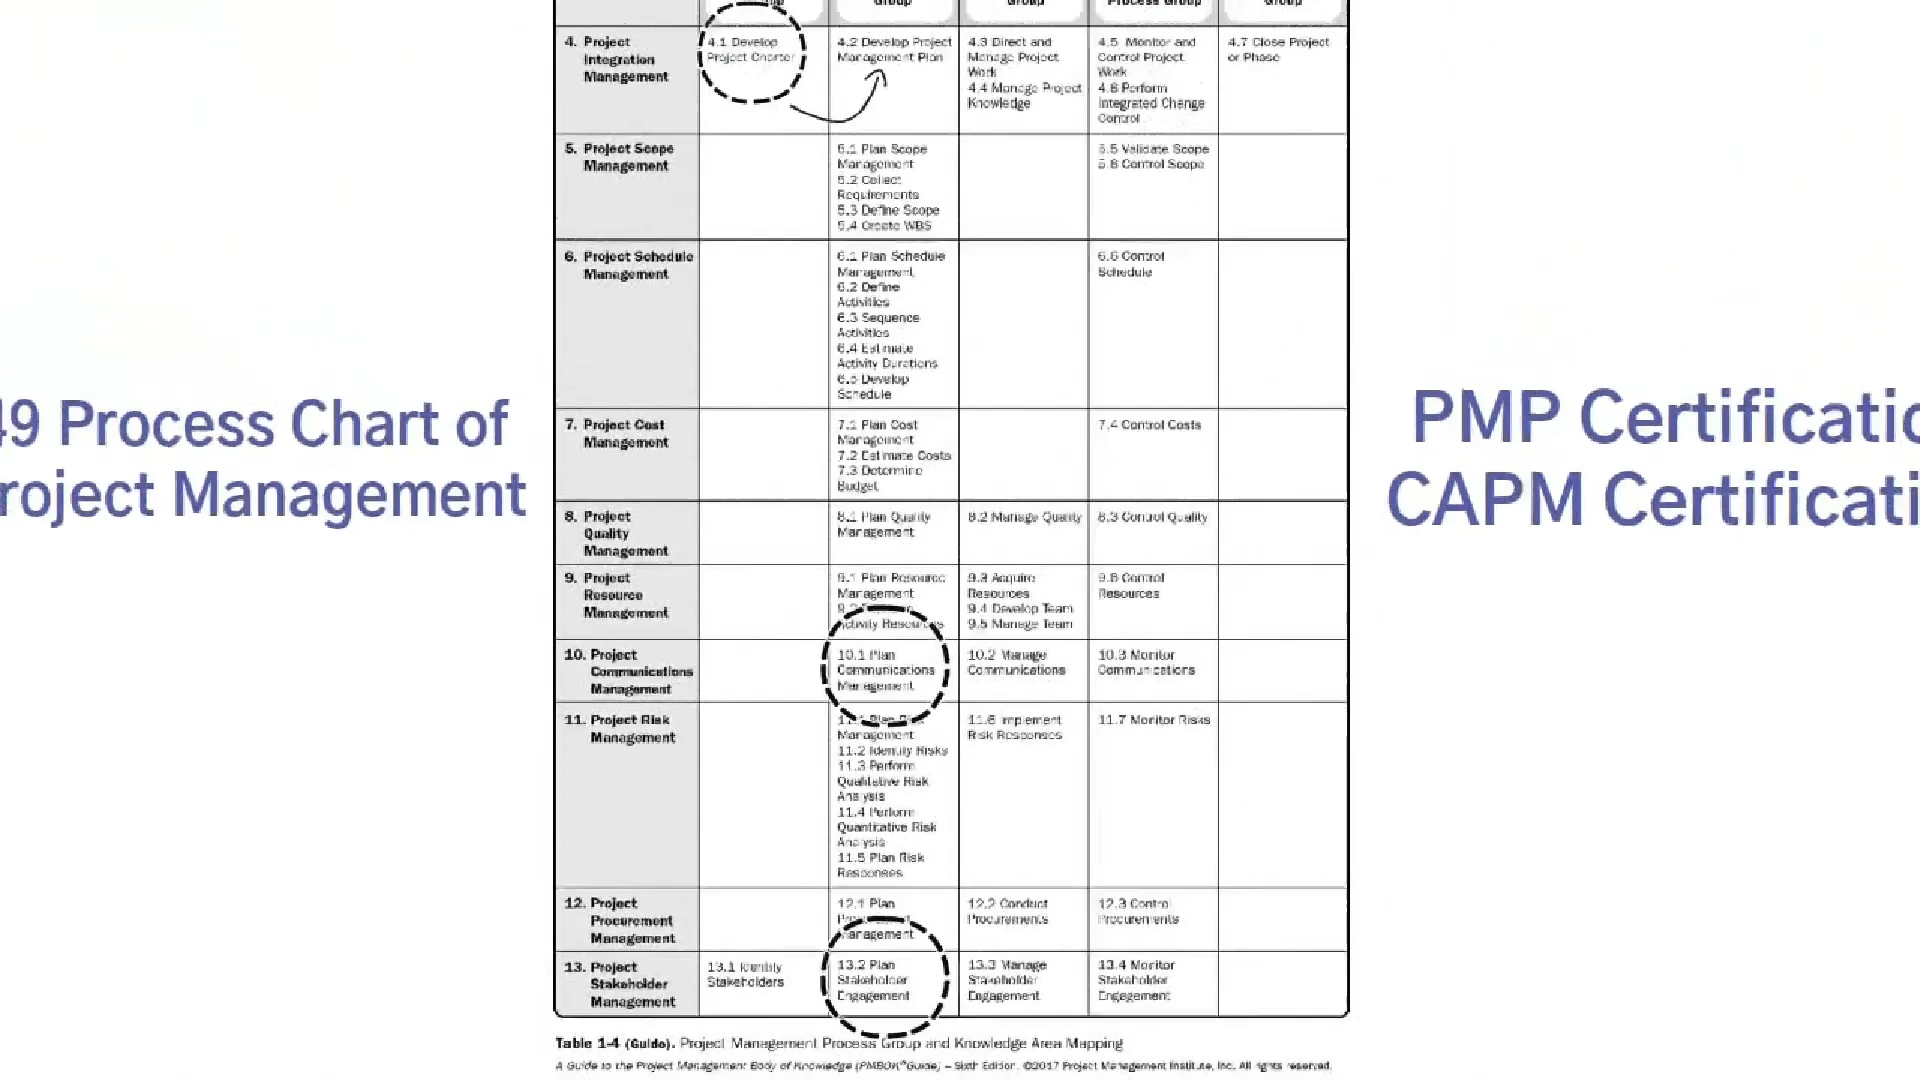 Group
Group
Process Group
Group
4. Project
Integration
Management
4.1 Develop
Project Charter
4.2 Develop Project
Management Plan
4.3 Direct and
Manage Project
Work
4.4 Manage Project
Knowledge
4.5 Monitor and
Control Project
Work
4.6 Perform
Integrated Change
Control
4.7 Close Project
or Phase
5. Project Scope
Management
5.1 Plan Scope
Management
5.2 Collect
Requirements
5.3 Define Scope
5.4 Create WBS
5.5 Validate Scope
5.6 Control Scope
6. Project Schedule
Management
6.1 Plan Schedule
Management
6.2 Define
Activities
6.3 Sequence
Activities
6.4 Estimate
Activity Durations
6.5 Develop
Schedule
6.6 Control
Schedule
49 Process Chart of
Project Management
PMP Certificatio
CAPM Certificati
7. Project Cost
Management
7.1 Plan Cost
Management
7.2 Estimate Costs
7.3 Determine
Budget
7.4 Control Costs
8. Project
Quality
Management
8.1 Plan Quality
Management
8.2 Manage Quality
8.3 Control Quality
9. Project
Resource
Management
9.1 Plan Resource
Management
9.2
Activity Resources
9.3 Acquire
Resources
9.4 Develop Team
9.5 Manage Team
9.6 Control
Resources
10. Project
Communications
Management
10.1 Plan
Communications
Management
10.2 Manage
Communications
10.3 Monitor
Communications
11. Project Risk
Management
11.1 Plan Risk
Management
11.2 Identify Risks
11.3 Perform
Qualitative Risk
Analysis
11.4 Perform
Quantitative Risk
Analysis
11.5 Plan Risk
Responses
11.6 Implement
Risk Responses
11.7 Monitor Risks
12. Project
Procurement
Management
12.1 Plan
Management
12.2 Conduct
Procurements
12.3 Control
Procurements
13. Project
Stakeholder
Management
13.1 Identify
Stakeholders
13.2 Plan
Stakeholder
Engagement
13.3 Manage
Stakeholder
Engagement
13.4 Monitor
Stakeholder
Engagement
Table 1-4 (Guide). Project Management Process Group and Knowledge Area Mapping
A Guide to the Project Management Body of Knowledge (PMBOK® Guide) – Sixth Edition. ©2017 Project Management Institute, Inc. All rights reserved.